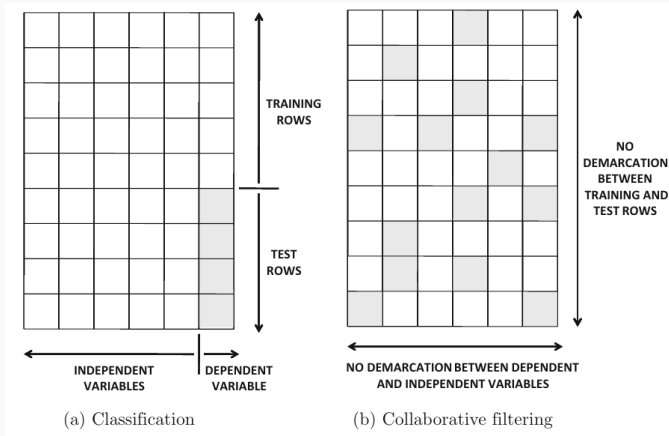 TRAINING
ROWS
TEST
ROWS
INDEPENDENT
VARIABLES
DEPENDENT
VARIABLE
(a) Classification
NO
DEMARCATION
BETWEEN
TRAINING AND
TEST ROWS
NO DEMARCATION BETWEEN DEPENDENT
AND INDEPENDENT VARIABLES
(b) Collaborative filtering